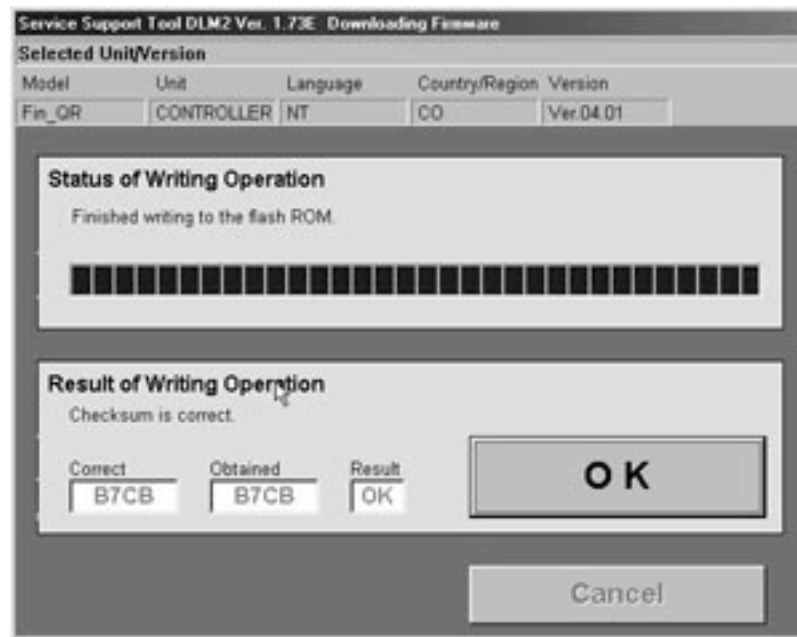 Service Support Tool DLM2 Ver. 1.73E Downloading Firmware
Selected Unit/Version
Model Unit Language Country/Region Version
Fin_QR CONTROLLER NT CO Ver.04.01
Status of Writing Operation
Finished writing to the flash ROM.
Result of Writing Operation
Checksum is correct.
Correct Obtained Result
B7CB B7CB OK
OK
Cancel